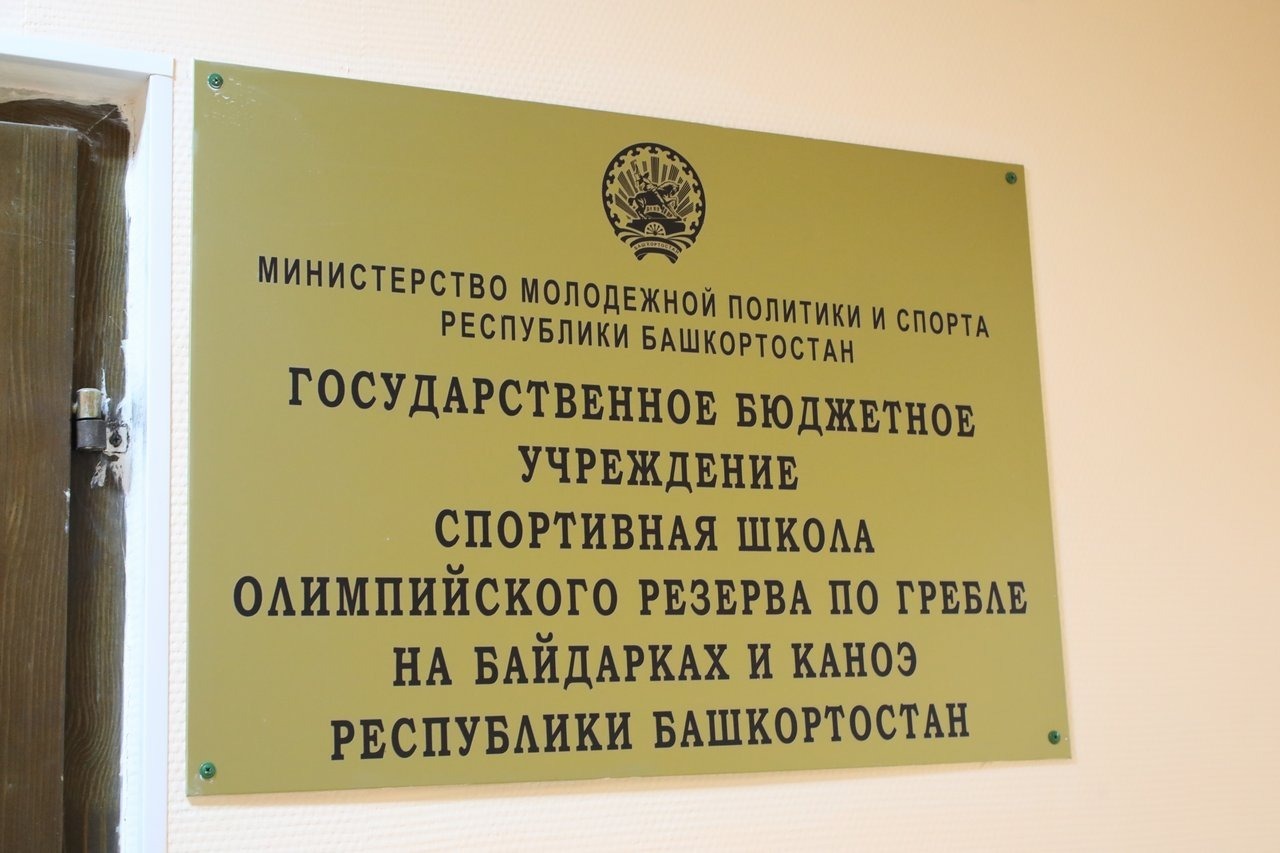 БАШКОРТОСТАН
МИНИСТЕРСТВО МОЛОДЕЖНОЙ ПОЛИТИКИ И СПОРТА
РЕСПУБЛИКИ БАШКОРТОСТАН
ГОСУДАРСТВЕННОЕ БЮДЖЕТНОЕ
УЧРЕЖДЕНИЕ
СПОРТИВНАЯ ШКОЛА
ОЛИМПИЙСКОГО РЕЗЕРВА ПО ГРЕБЛЕ
НА БАЙДАРКАХ И КАНОЭ
РЕСПУБЛИКИ БАШКОРТОСТАН